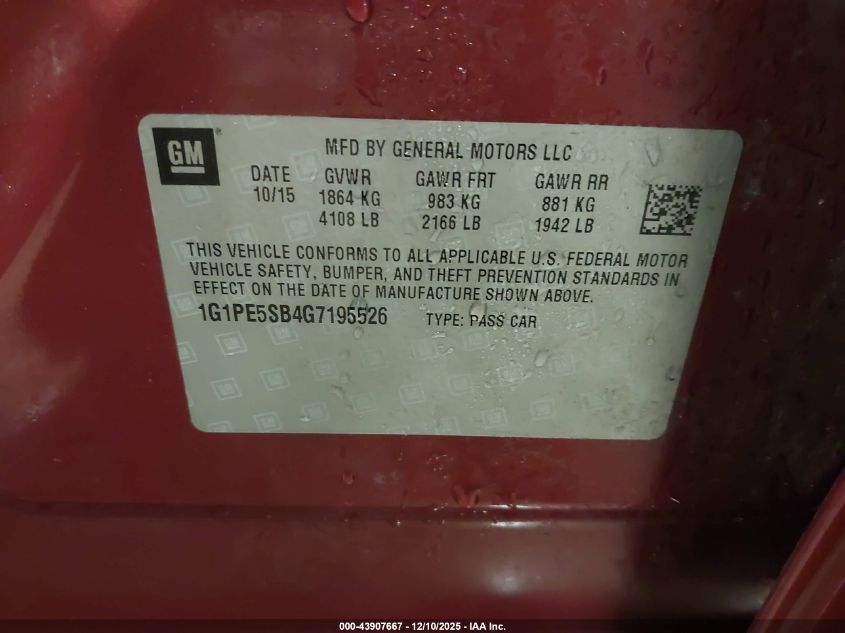 GM
MFD BY GENERAL MOTORS LLC
DATE GVWR GAWR FRT GAWR RR
10/15 1864 KG 983 KG 881 KG
4108 LB 2166 LB 1942 LB
THIS VEHICLE CONFORMS TO ALL APPLICABLE U.S. FEDERAL MOTOR
VEHICLE SAFETY, BUMPER, AND THEFT PREVENTION STANDARDS IN
EFFECT ON THE DATE OF MANUFACTURE SHOWN ABOVE.
1G1PE5SB4G7195526 TYPE: PASS CAR
000-43907667 - 12/10/2025 - IAA Inc.